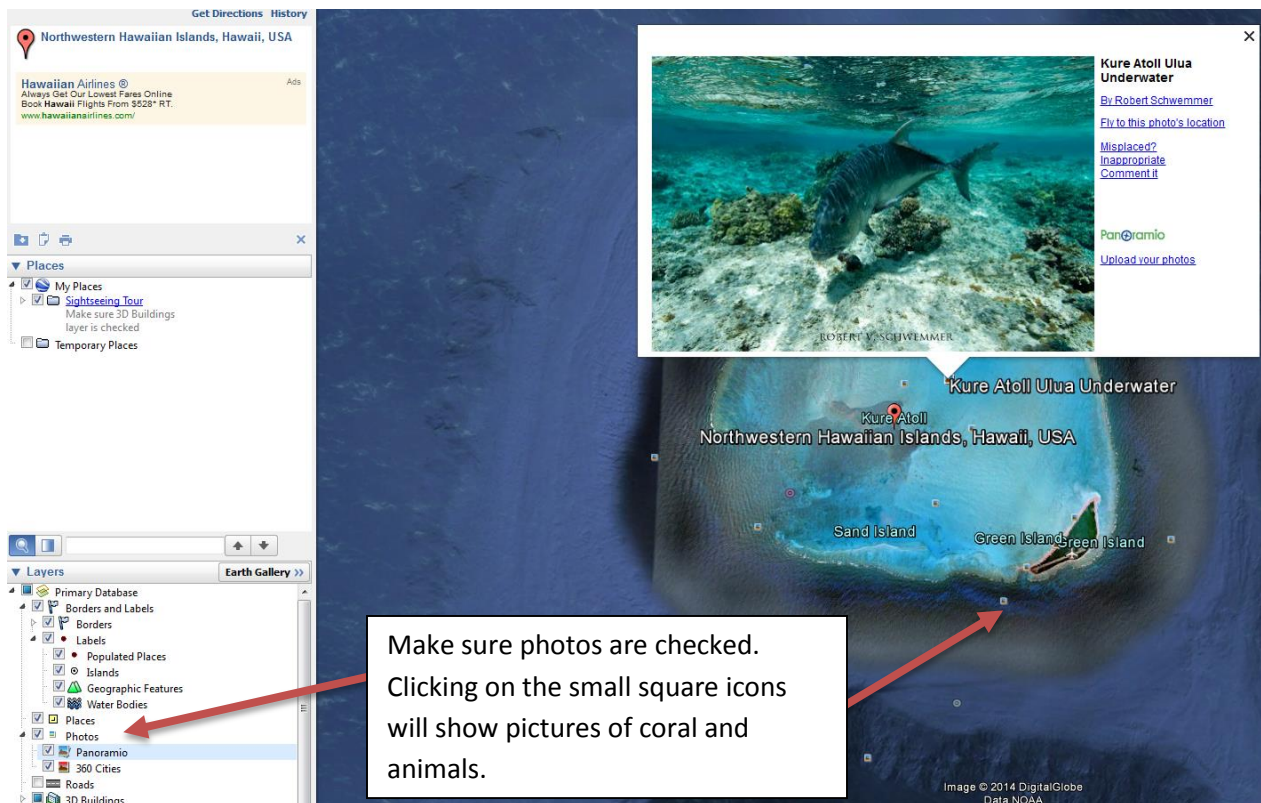 Get Directions History
Northwestern Hawaiian Islands, Hawaii, USA
Hawaiian Airlines ®
Ads
Always Get Our Lowest Fares Online
Book Hawaii Flights From $528* RT.
www.hawaiianairlines.com/
Places
My Places
Sightseeing Tour
Make sure 3D Buildings
layer is checked
Temporary Places
Layers
Earth Gallery >>
Primary Database
Borders and Labels
Borders
Labels
Populated Places
Islands
Geographic Features
Water Bodies
Places
Photos
Panoramio
360 Cities
Roads
3D Buildings
Kure Atoll Ulua
Underwater
By Robert Schwemmer
Fly to this photo's location
Misplaced?
Inappropriate
Comment it
Panoramio
Upload your photos
ROBERT V. SCHWEMMER
Kure Atoll Ulua Underwater
Kure Atoll
Northwestern Hawaiian Islands, Hawaii, USA
Sand Island
Green Island
Green Island
Make sure photos are checked.
Clicking on the small square icons
will show pictures of coral and
animals.
Image © 2014 DigitalGlobe
Data NOAA